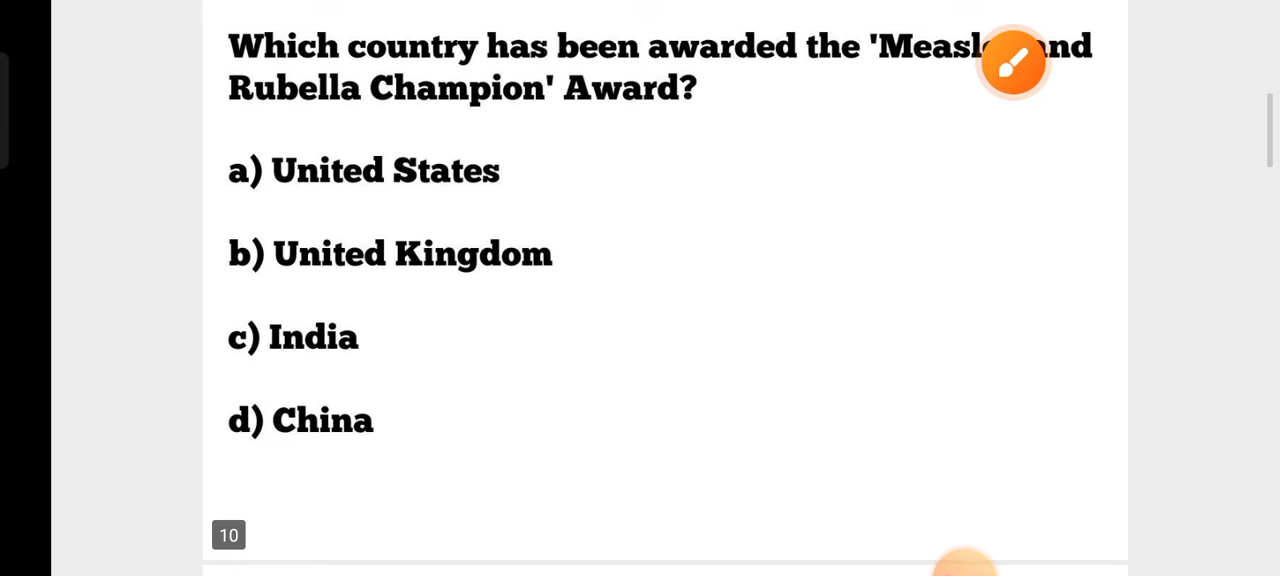 Which country has been awarded the 'Measles and
Rubella Champion' Award?
a) United States
b) United Kingdom
c) India
d) China
10